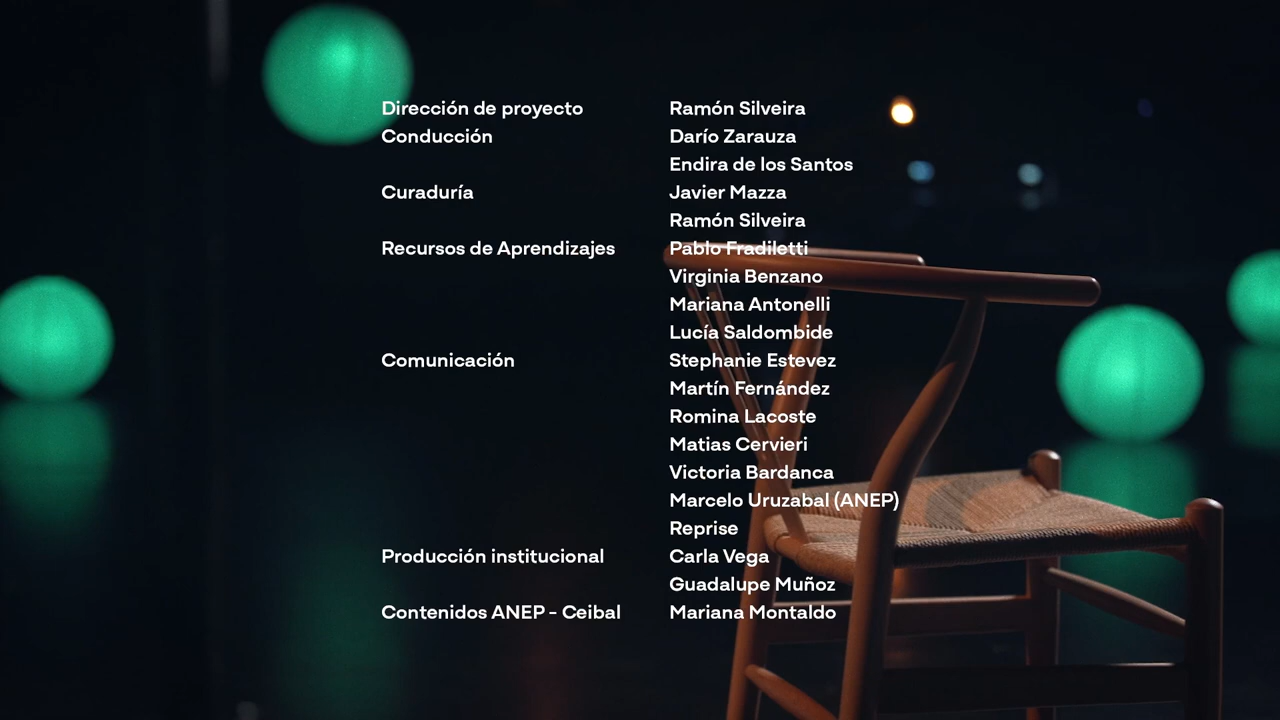 Dirección de proyecto Ramón Silveira
Conducción Darío Zarauza
Endira de los Santos
Curaduría Javier Mazza
Ramón Silveira
Recursos de Aprendizajes Pablo Fradiletti
Virginia Benzano
Mariana Antonelli
Lucía Saldombide
Comunicación Stephanie Estevez
Martín Fernández
Romina Lacoste
Matias Cervieri
Victoria Bardanca
Marcelo Uruzabal (ANEP)
Reprise
Producción institucional Carla Vega
Guadalupe Muñoz
Contenidos ANEP - Ceibal Mariana Montaldo